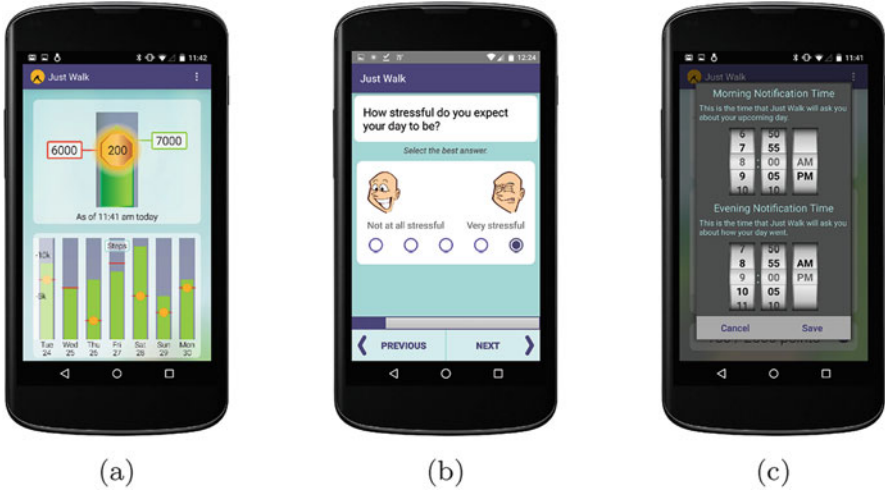 11:42
Just Walk
6000
200
7000
As of 11:41 am today
Steps
-10k
Tue Wed Thu Fri Sat Sun Mon
24 25 26 27 28 29 30
(a)
12:24
Just Walk
How stressful do you expect
your day to be?
Select the best answer.
Not at all stressful Very stressful
PREVIOUS NEXT
(b)
11:41
Just Walk
Morning Notification Time
This is the time that Just Walk will ask you
about your upcoming day.
6 50
7 55
8 : 00 AM
9 05 PM
10 10
Evening Notification Time
This is the time that Just Walk will ask you
about how your day went.
7 50
8 55 AM
9 : 00 PM
10 05
11 10
Cancel Save
points
(c)